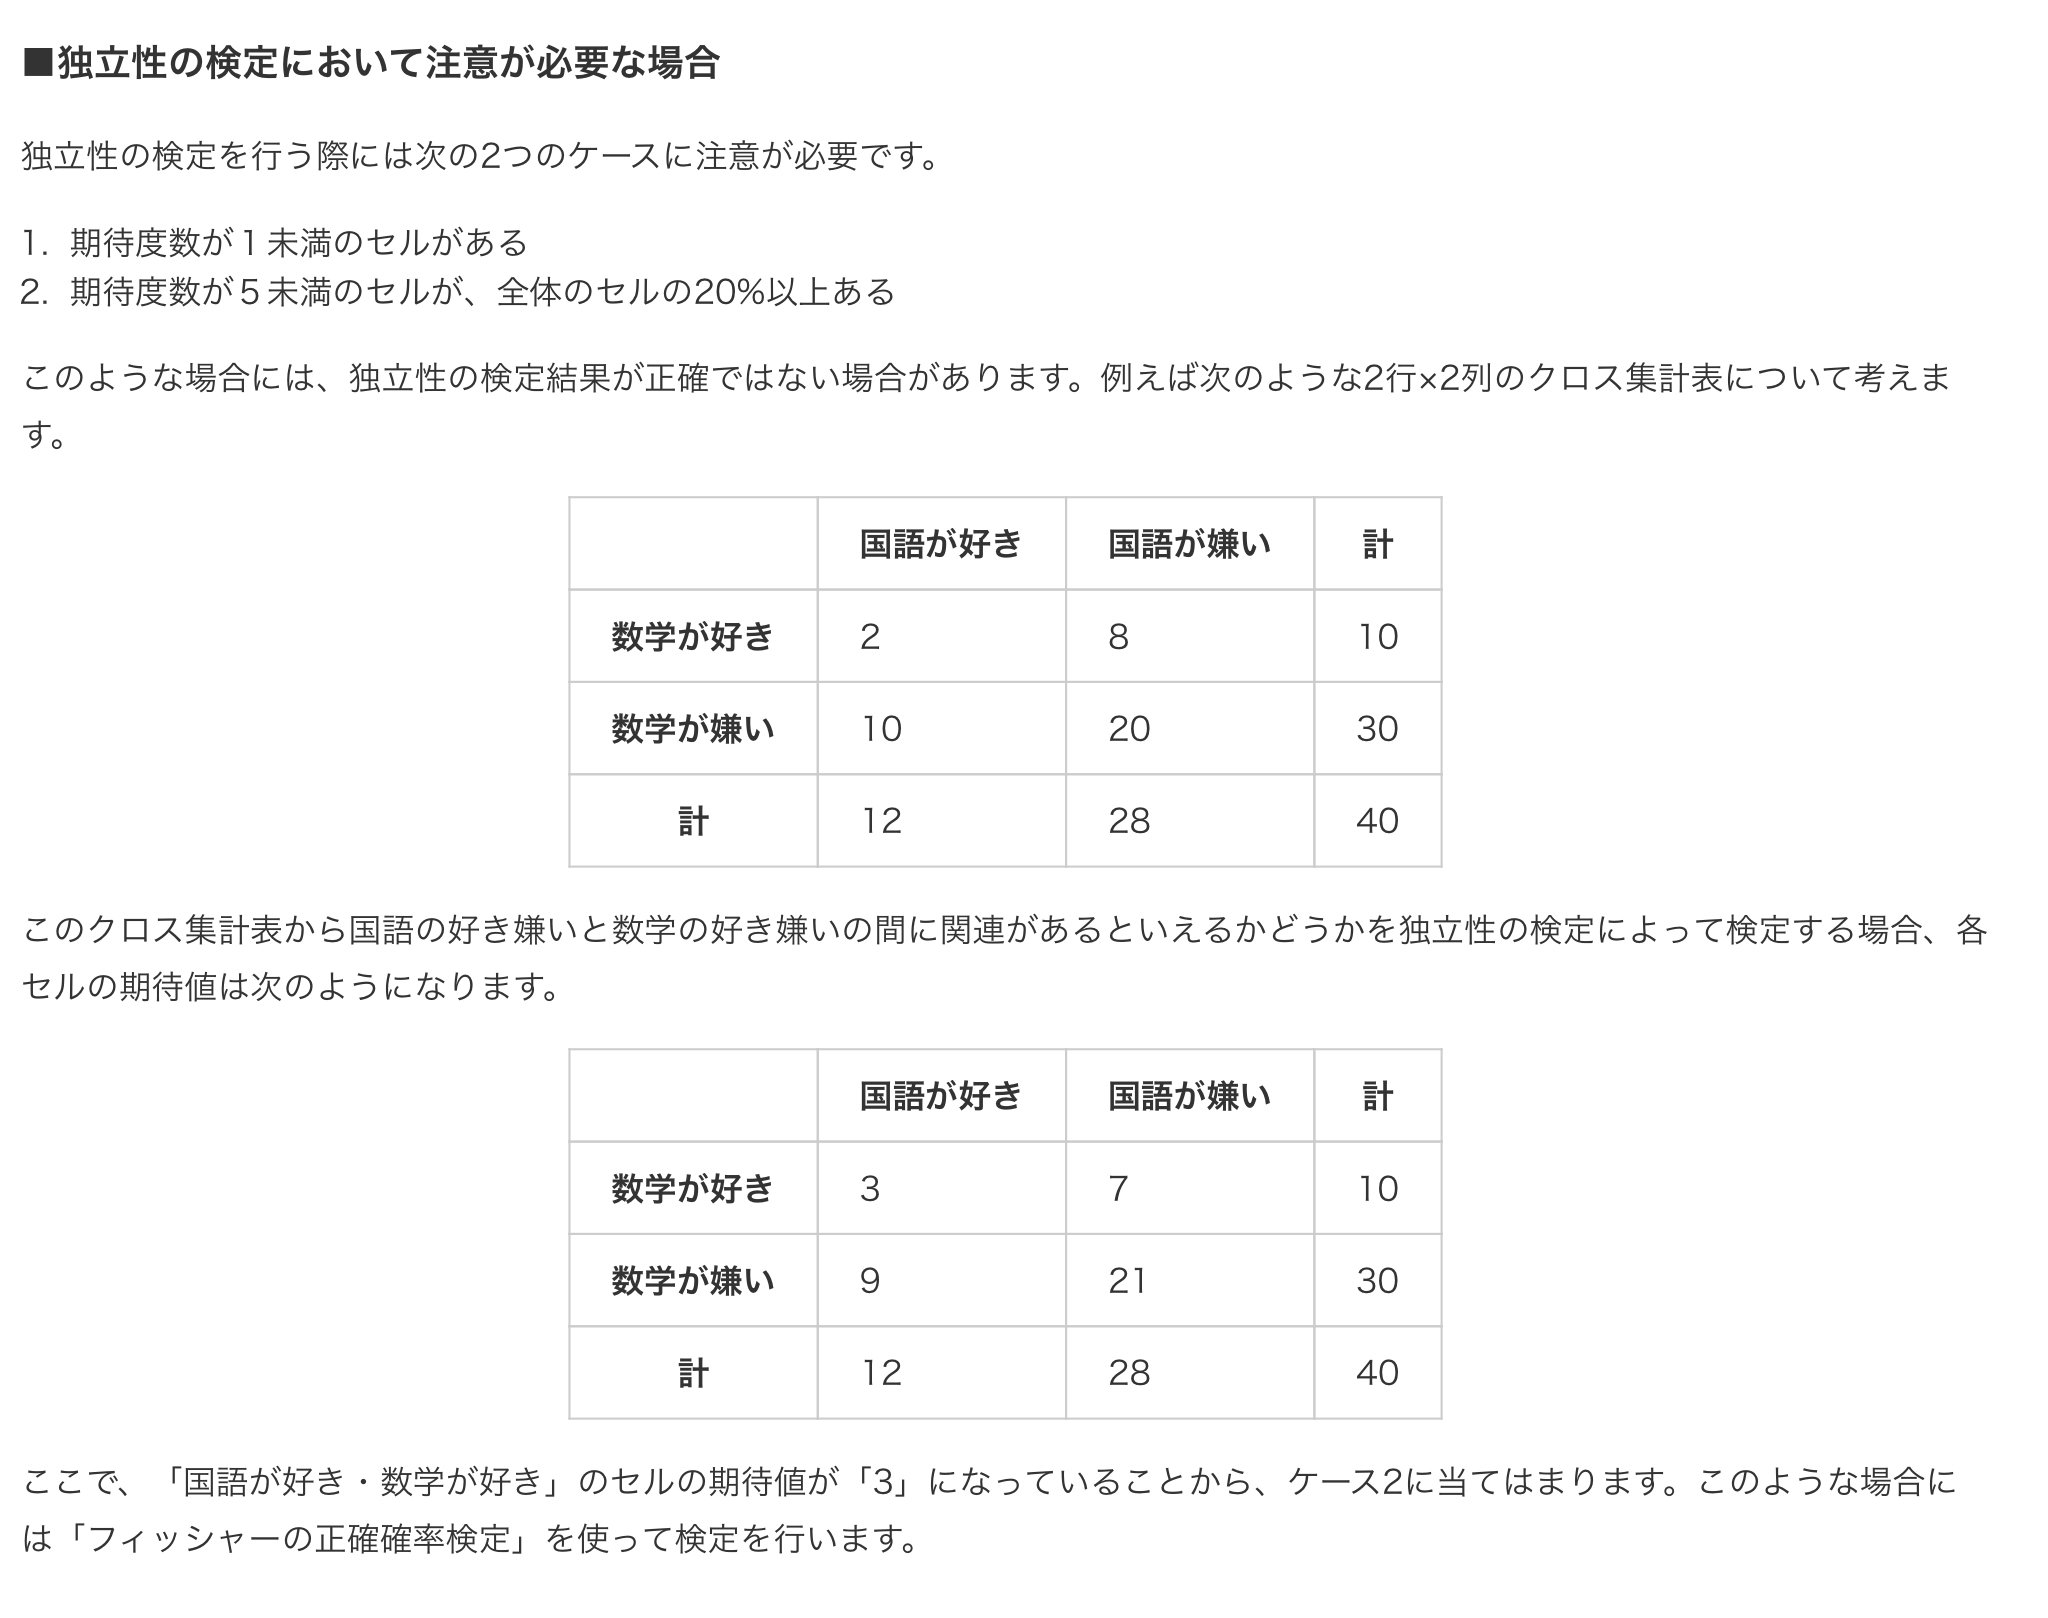 ■独立性の検定において注意が必要な場合
独立性の検定を行う際には次の2つのケースに注意が必要です。
1. 期待度数が１未満のセルがある
2. 期待度数が５未満のセルが、全体のセルの20%以上ある
このような場合には、独立性の検定結果が正確ではない場合があります。例えば次のような2行×2列のクロス集計表について考えま
す。
国語が好き 国語が嫌い 計
数学が好き 2 8 10
数学が嫌い 10 20 30
計 12 28 40
このクロス集計表から国語の好き嫌いと数学の好き嫌いの間に関連があるといえるかどうかを独立性の検定によって検定する場合、各
セルの期待値は次のようになります。
国語が好き 国語が嫌い 計
数学が好き 3 7 10
数学が嫌い 9 21 30
計 12 28 40
ここで、「国語が好き・数学が好き」のセルの期待値が「3」になっていることから、ケース2に当てはまります。このような場合に
は「フィッシャーの正確確率検定」を使って検定を行います。